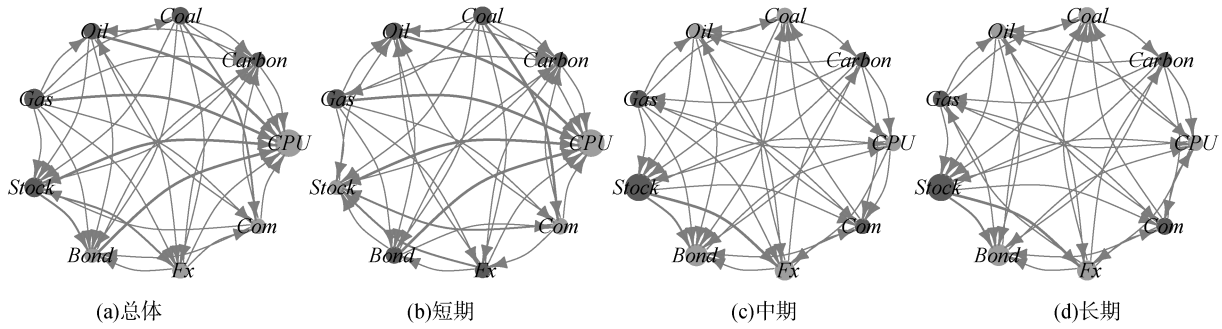 Coal
Oil
Carbon
Gas
CPU
Stock
Com
Bond
Fx
(a)总体
Coal
Oil
Carbon
Gas
CPU
Stock
Com
Bond
Fx
(b)短期
Coal
Oil
Carbon
Gas
CPU
Stock
Com
Bond
Fx
(c)中期
Coal
Oil
Carbon
Gas
CPU
Stock
Com
Bond
Fx
(d)长期